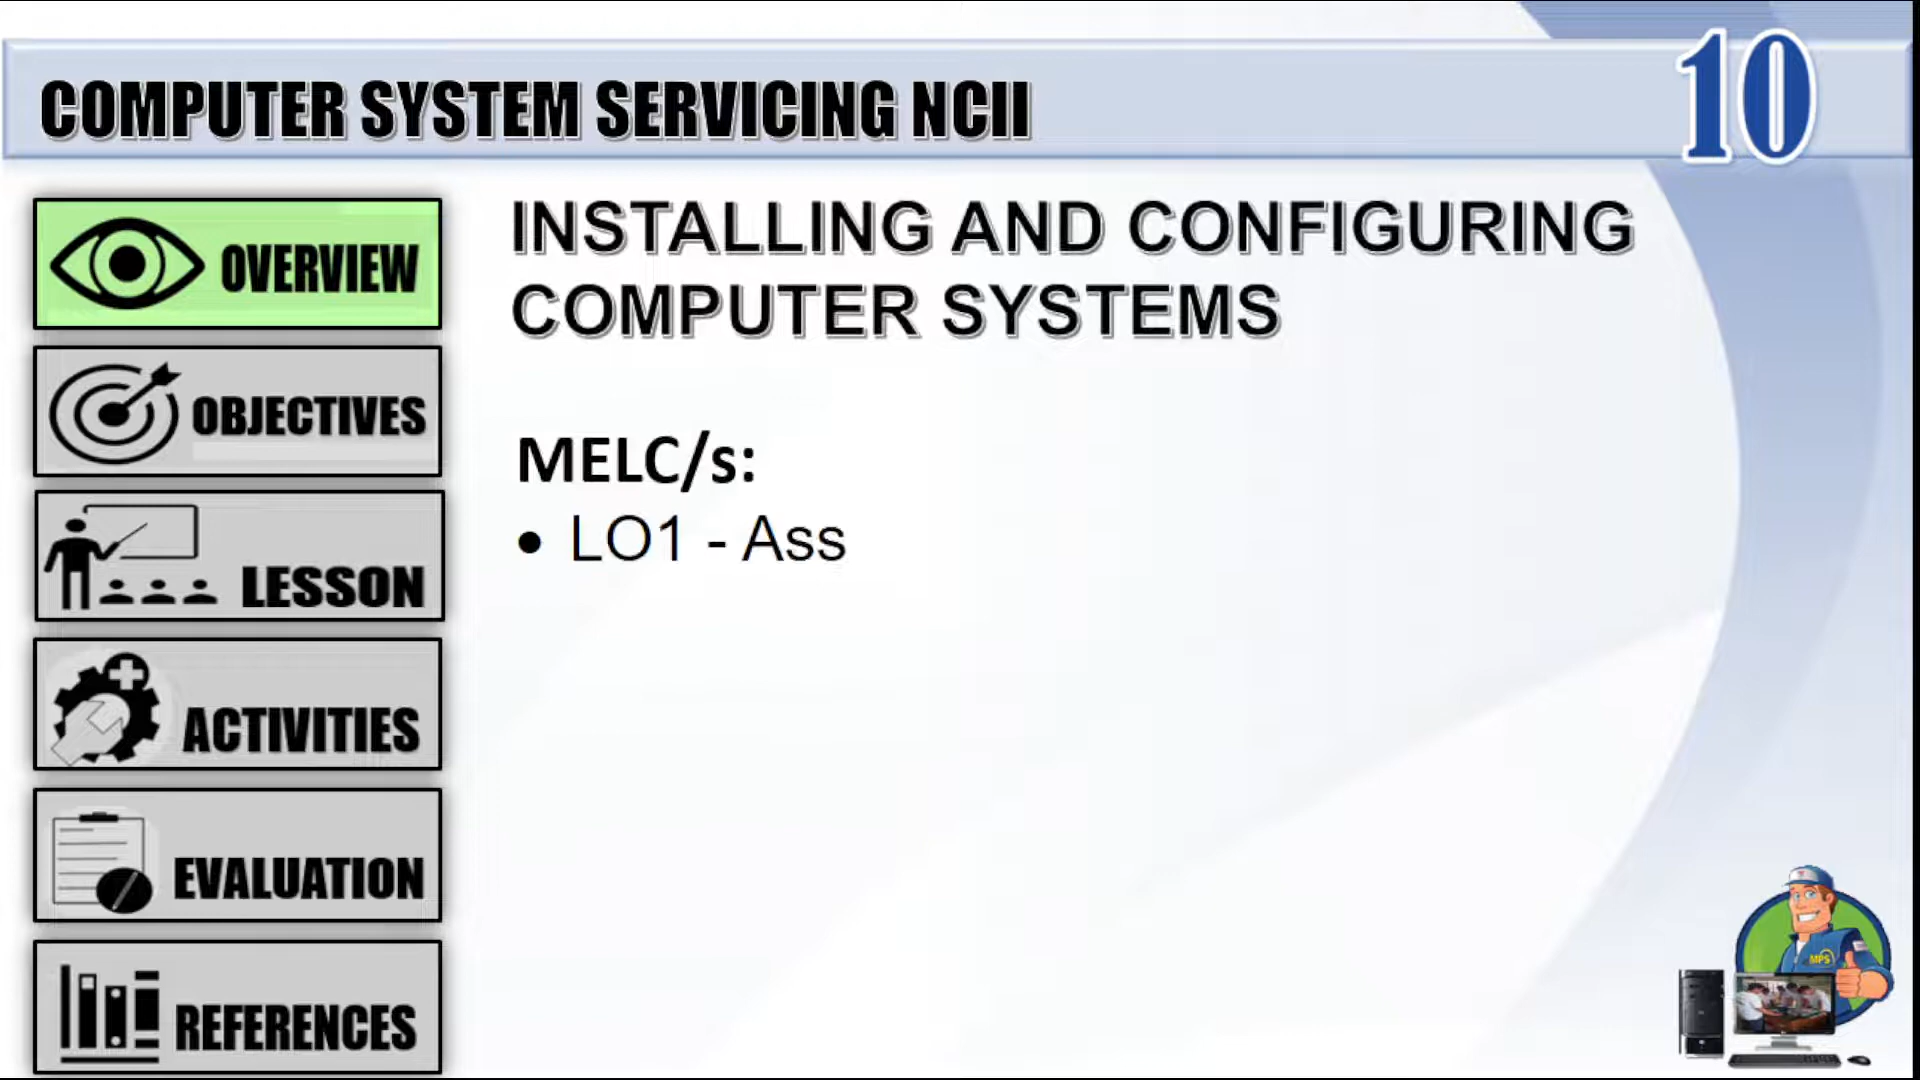 COMPUTER SYSTEM SERVICING NCII
10
OVERVIEW
OBJECTIVES
LESSON
ACTIVITIES
EVALUATION
REFERENCES
INSTALLING AND CONFIGURING
COMPUTER SYSTEMS
MELC/s:
• LO1 - Ass
MPS